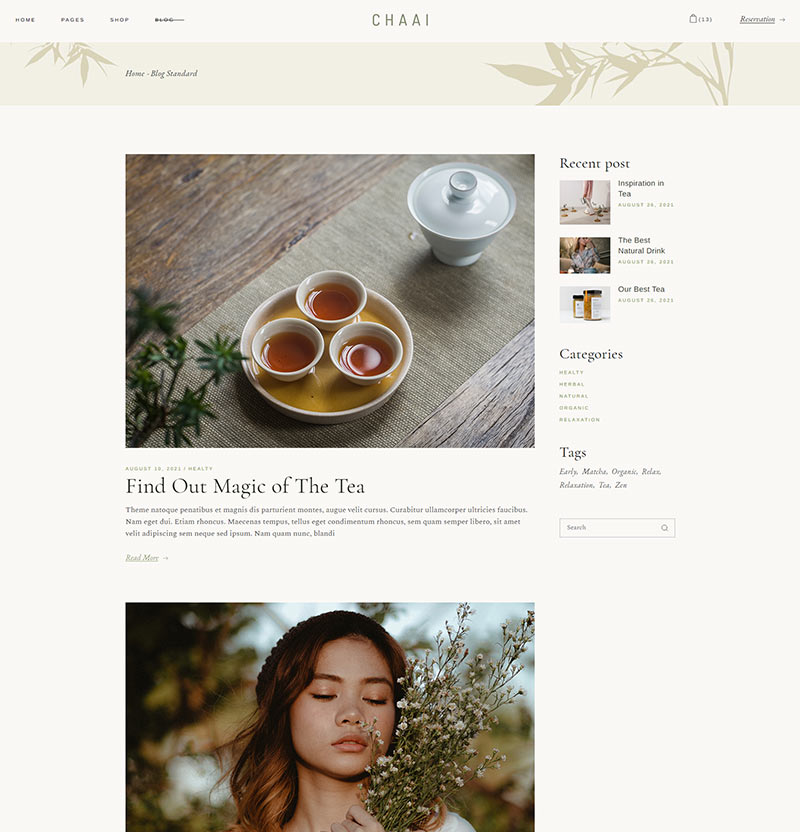 HOME PAGES SHOP BLOG CHAAI (13) Reservation →
Home - Blog Standard
AUGUST 19, 2021 / HEALTY
Find Out Magic of The Tea
Theme natoque penatibus et magnis dis parturient montes, augue velit cursus. Curabitur ullamcorper ultricies faucibus.
Nam eget dui. Etiam rhoncus. Maecenas tempus, tellus eget condimentum rhoncus, sem quam semper libero, sit amet
velit adipiscing sem neque sed ipsum. Nam quam nunc, blandi
Read More →
Recent post
Inspiration in
Tea
AUGUST 26, 2021
The Best
Natural Drink
AUGUST 26, 2021
Our Best Tea
AUGUST 26, 2021
Categories
HEALTY
HERBAL
NATURAL
ORGANIC
RELAXATION
Tags
Early, Matcha, Organic, Relax,
Relaxation, Tea, Zen
Search